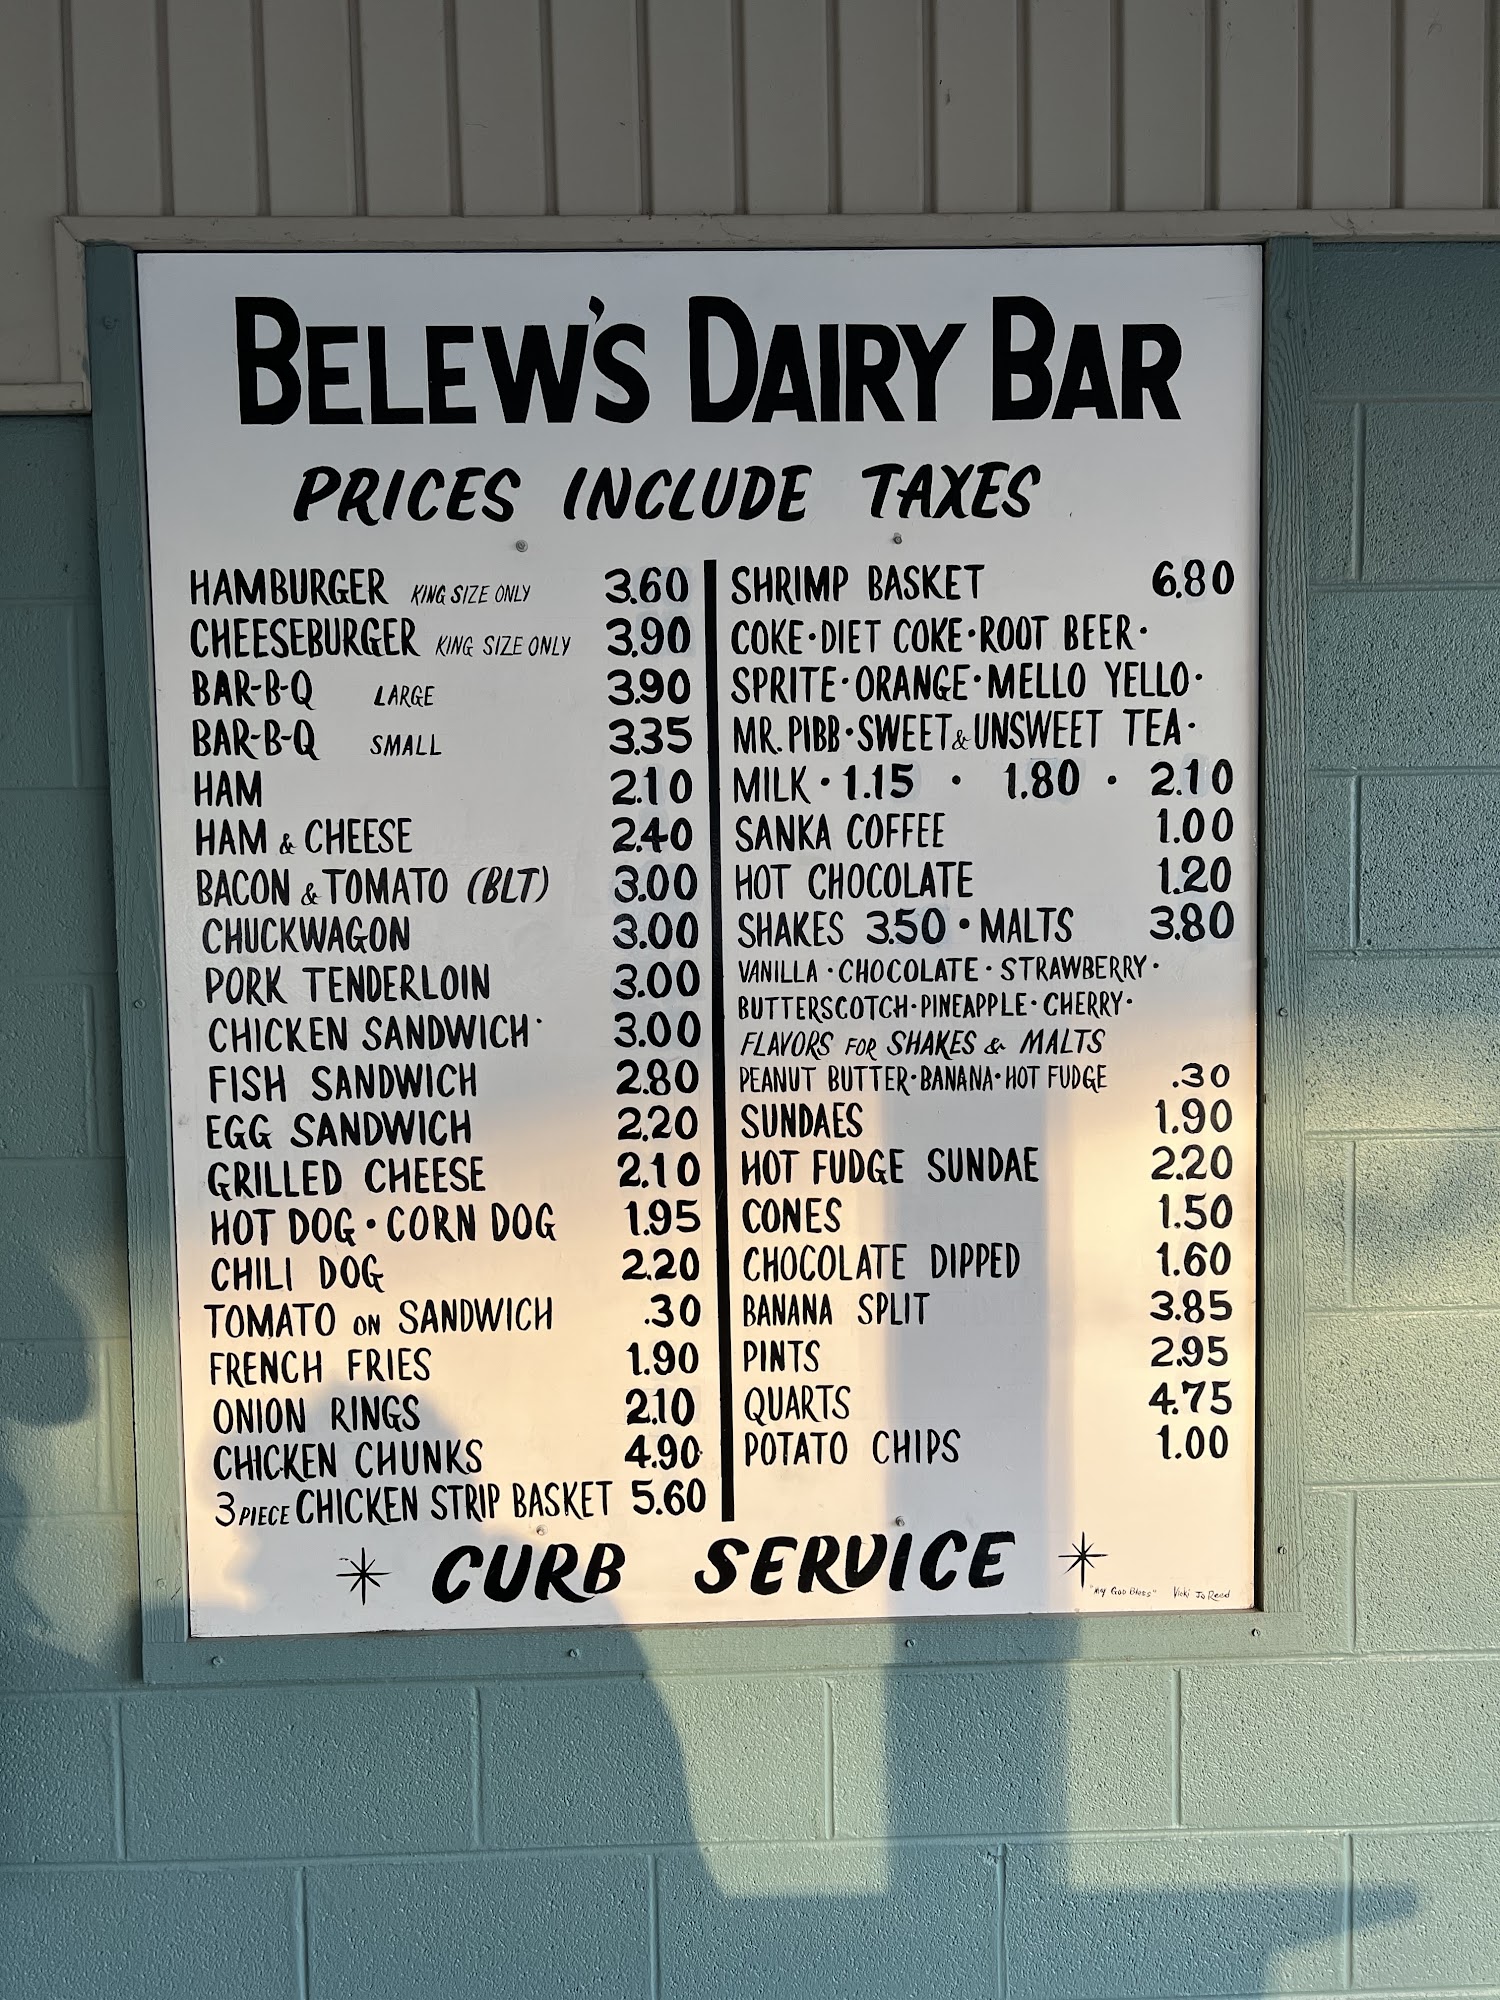 BELEW'S DAIRY BAR
PRICES INCLUDE TAXES
HAMBURGER KING SIZE ONLY 3.60
CHEESEBURGER KING SIZE ONLY 3.90
BAR-B-Q LARGE 3.90
BAR-B-Q SMALL 3.35
HAM 2.10
HAM & CHEESE 2.40
BACON & TOMATO (BLT) 3.00
CHUCKWAGON 3.00
PORK TENDERLOIN 3.00
CHICKEN SANDWICH 3.00
FISH SANDWICH 2.80
EGG SANDWICH 2.20
GRILLED CHEESE 2.10
HOT DOG • CORN DOG 1.95
CHILI DOG 2.20
TOMATO ON SANDWICH .30
FRENCH FRIES 1.90
ONION RINGS 2.10
CHICKEN CHUNKS 4.90
3 PIECE CHICKEN STRIP BASKET 5.60
SHRIMP BASKET 6.80
COKE • DIET COKE • ROOT BEER •
SPRITE • ORANGE • MELLO YELLO •
MR. PIBB • SWEET & UNSWEET TEA •
MILK • 1.15 • 1.80 • 2.10
SANKA COFFEE 1.00
HOT CHOCOLATE 1.20
SHAKES 3.50 • MALTS 3.80
VANILLA • CHOCOLATE • STRAWBERRY •
BUTTERSCOTCH • PINEAPPLE • CHERRY •
FLAVORS FOR SHAKES & MALTS
PEANUT BUTTER • BANANA • HOT FUDGE .30
SUNDAES 1.90
HOT FUDGE SUNDAE 2.20
CONES 1.50
CHOCOLATE DIPPED 1.60
BANANA SPLIT 3.85
PINTS 2.95
QUARTS 4.75
POTATO CHIPS 1.00
CURB SERVICE
"MY GOD BLESS" Vicki Jo Reed